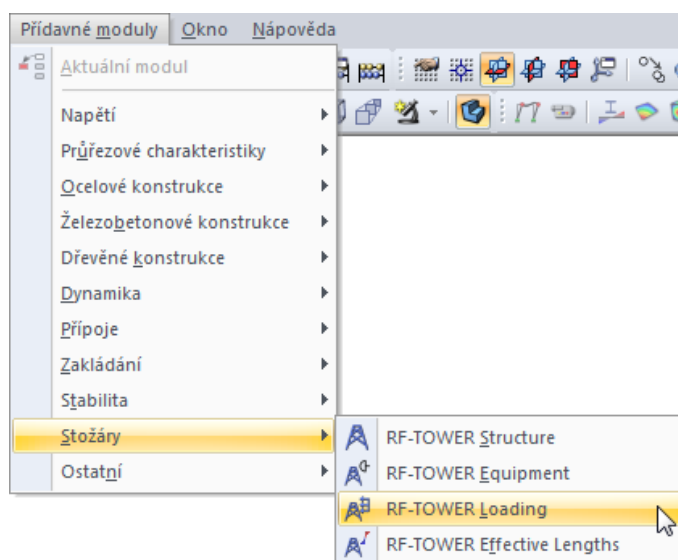 Přídavné moduly Okno Nápověda
Aktuální modul
Napětí
Průřezové charakteristiky
Ocelové konstrukce
Železobetonové konstrukce
Dřevěné konstrukce
Dynamika
Přípoje
Zakládání
Stabilita
Stožáry
Ostatní
RF-TOWER Structure
RF-TOWER Equipment
RF-TOWER Loading
RF-TOWER Effective Lengths